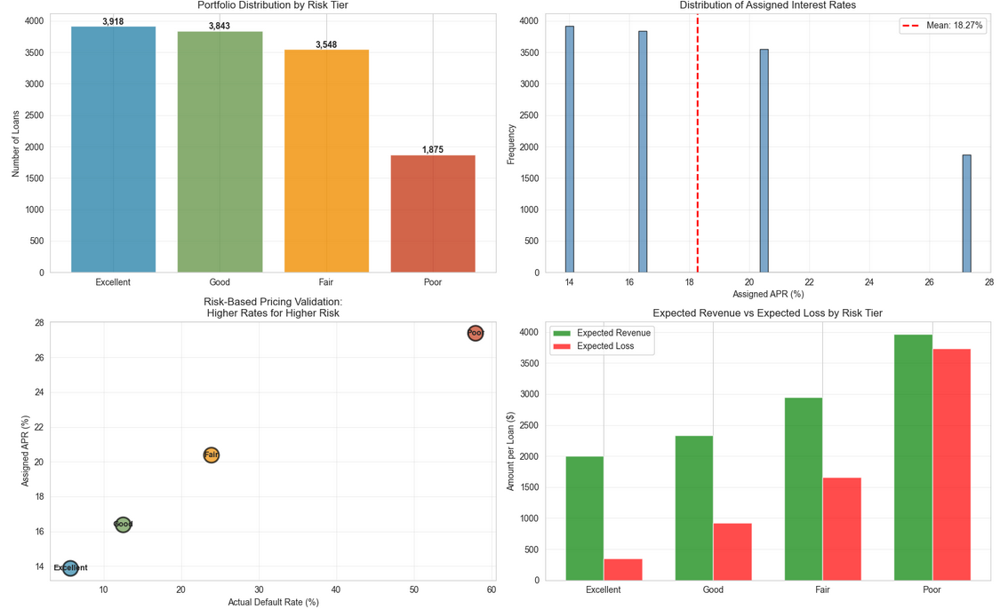 Portfolio Distribution by Risk Tier
Number of Loans
4000
3500
3000
2500
2000
1500
1000
500
0
3,918
3,843
3,548
1,875
Excellent
Good
Fair
Poor
Distribution of Assigned Interest Rates
Frequency
4000
3500
3000
2500
2000
1500
1000
500
0
Mean: 18.27%
14
16
18
20
22
24
26
28
Assigned APR (%)
Risk-Based Pricing Validation:
Higher Rates for Higher Risk
Assigned APR (%)
28
26
24
22
20
18
16
14
Poor
Fair
Good
Excellent
10
20
30
40
50
60
Actual Default Rate (%)
Expected Revenue vs Expected Loss by Risk Tier
Amount per Loan ($)
4000
3500
3000
2500
2000
1500
1000
500
0
Expected Revenue
Expected Loss
Excellent
Good
Fair
Poor